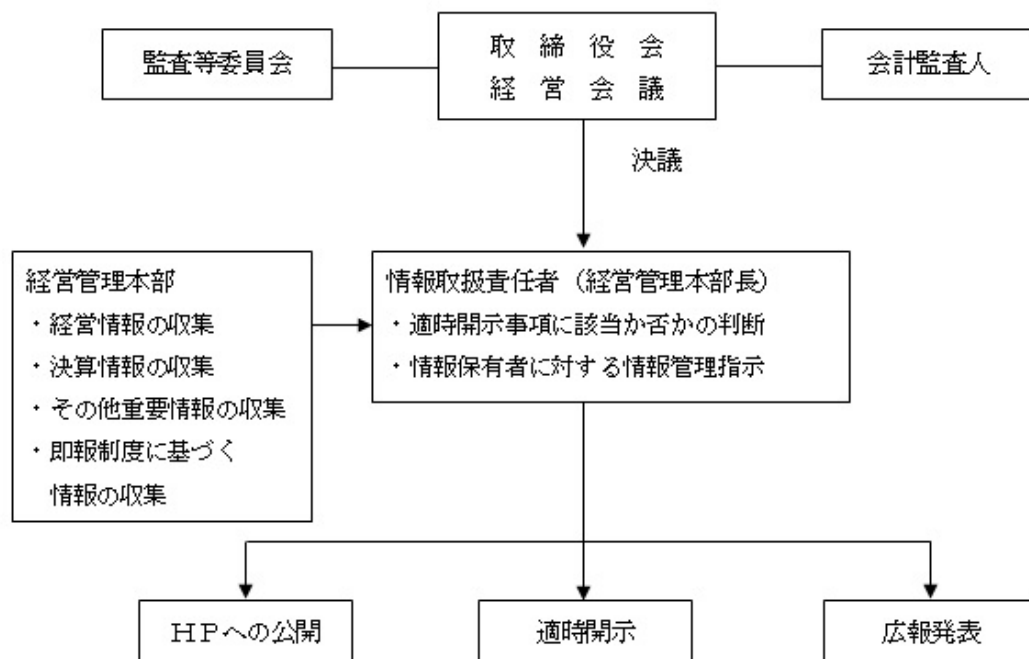 監査等委員会
取締役会
経営会議
会計監査人
決議
経営管理本部
・経営情報の収集
・決算情報の収集
・その他重要情報の収集
・即報制度に基づく
情報の収集
情報取扱責任者（経営管理本部長）
・適時開示事項に該当か否かの判断
・情報保有者に対する情報管理指示
ＨＰへの公開
適時開示
広報発表